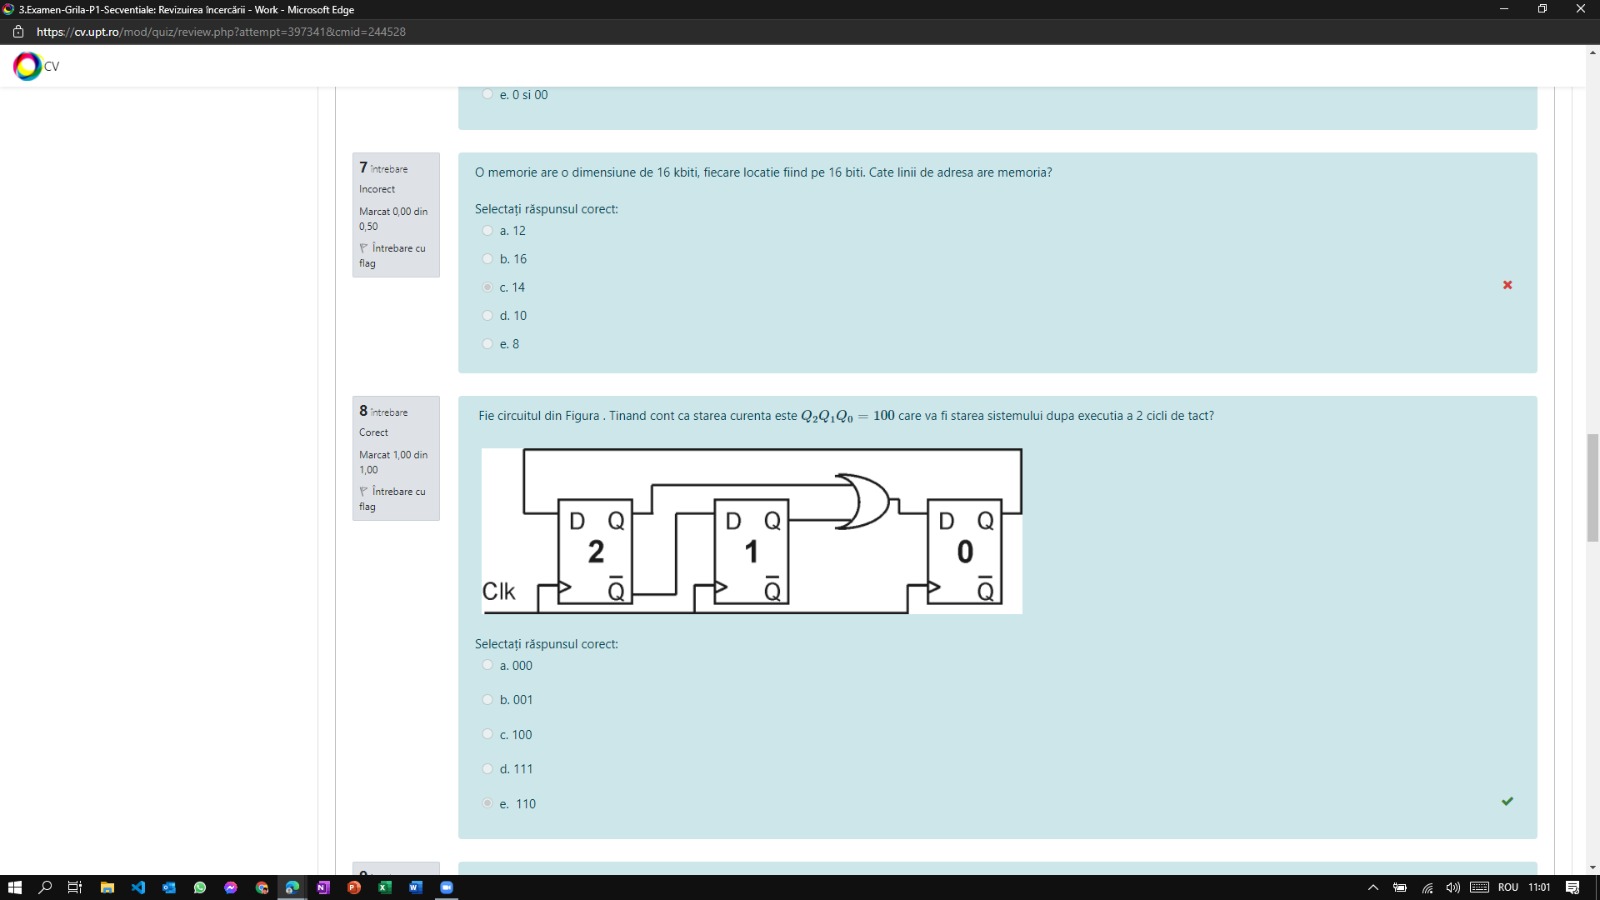 3.Examen-Grila-P1-Secventiale: Revizuirea încercării - Work - Microsoft Edge
https://cv.upt.ro/mod/quiz/review.php?attempt=397341&cmid=244528
CV
e. 0 si 00
7 Întrebare
Incorect
Marcat 0,00 din
0,50
Întrebare cu
flag
O memorie are o dimensiune de 16 kbiti, fiecare locatie fiind pe 16 biti. Cate linii de adresa are memoria?
Selectați răspunsul corect:
a. 12
b. 16
c. 14
d. 10
e. 8
8 Întrebare
Corect
Marcat 1,00 din
1,00
Întrebare cu
flag
Fie circuitul din Figura . Tinand cont ca starea curenta este Q₂Q₁Q₀ = 100 care va fi starea sistemului dupa executia a 2 cicli de tact?
D Q D Q D Q
2 1 0
Clk Q̅ Q̅ Q̅
Selectați răspunsul corect:
a. 000
b. 001
c. 100
d. 111
e. 110
ROU 11:01